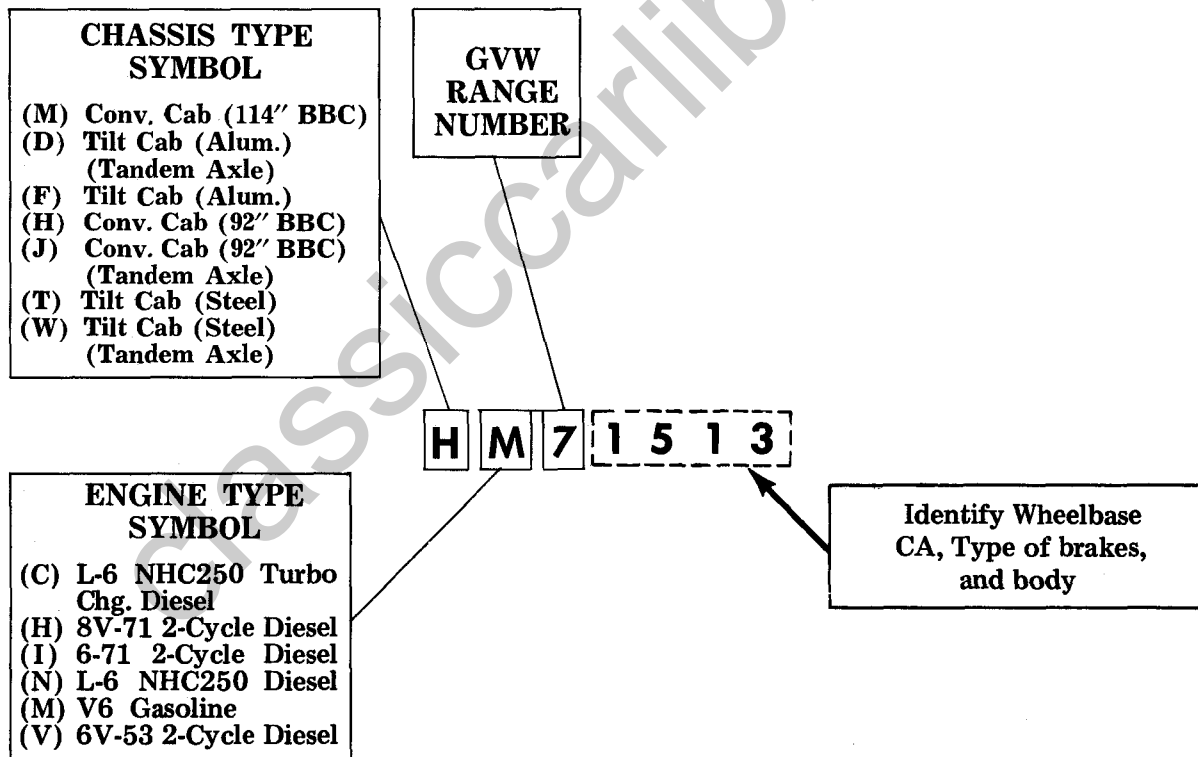 CHASSIS TYPE
SYMBOL
(M) Conv. Cab (114″ BBC)
(D) Tilt Cab (Alum.)
(Tandem Axle)
(F) Tilt Cab (Alum.)
(H) Conv. Cab (92″ BBC)
(J) Conv. Cab (92″ BBC)
(Tandem Axle)
(T) Tilt Cab (Steel)
(W) Tilt Cab (Steel)
(Tandem Axle)
GVW
RANGE
NUMBER
H M 7 1 5 1 3
ENGINE TYPE
SYMBOL
(C) L-6 NHC250 Turbo
Chg. Diesel
(H) 8V-71 2-Cycle Diesel
(I) 6-71 2-Cycle Diesel
(N) L-6 NHC250 Diesel
(M) V6 Gasoline
(V) 6V-53 2-Cycle Diesel
Identify Wheelbase
CA, Type of brakes,
and body
classiccarlib